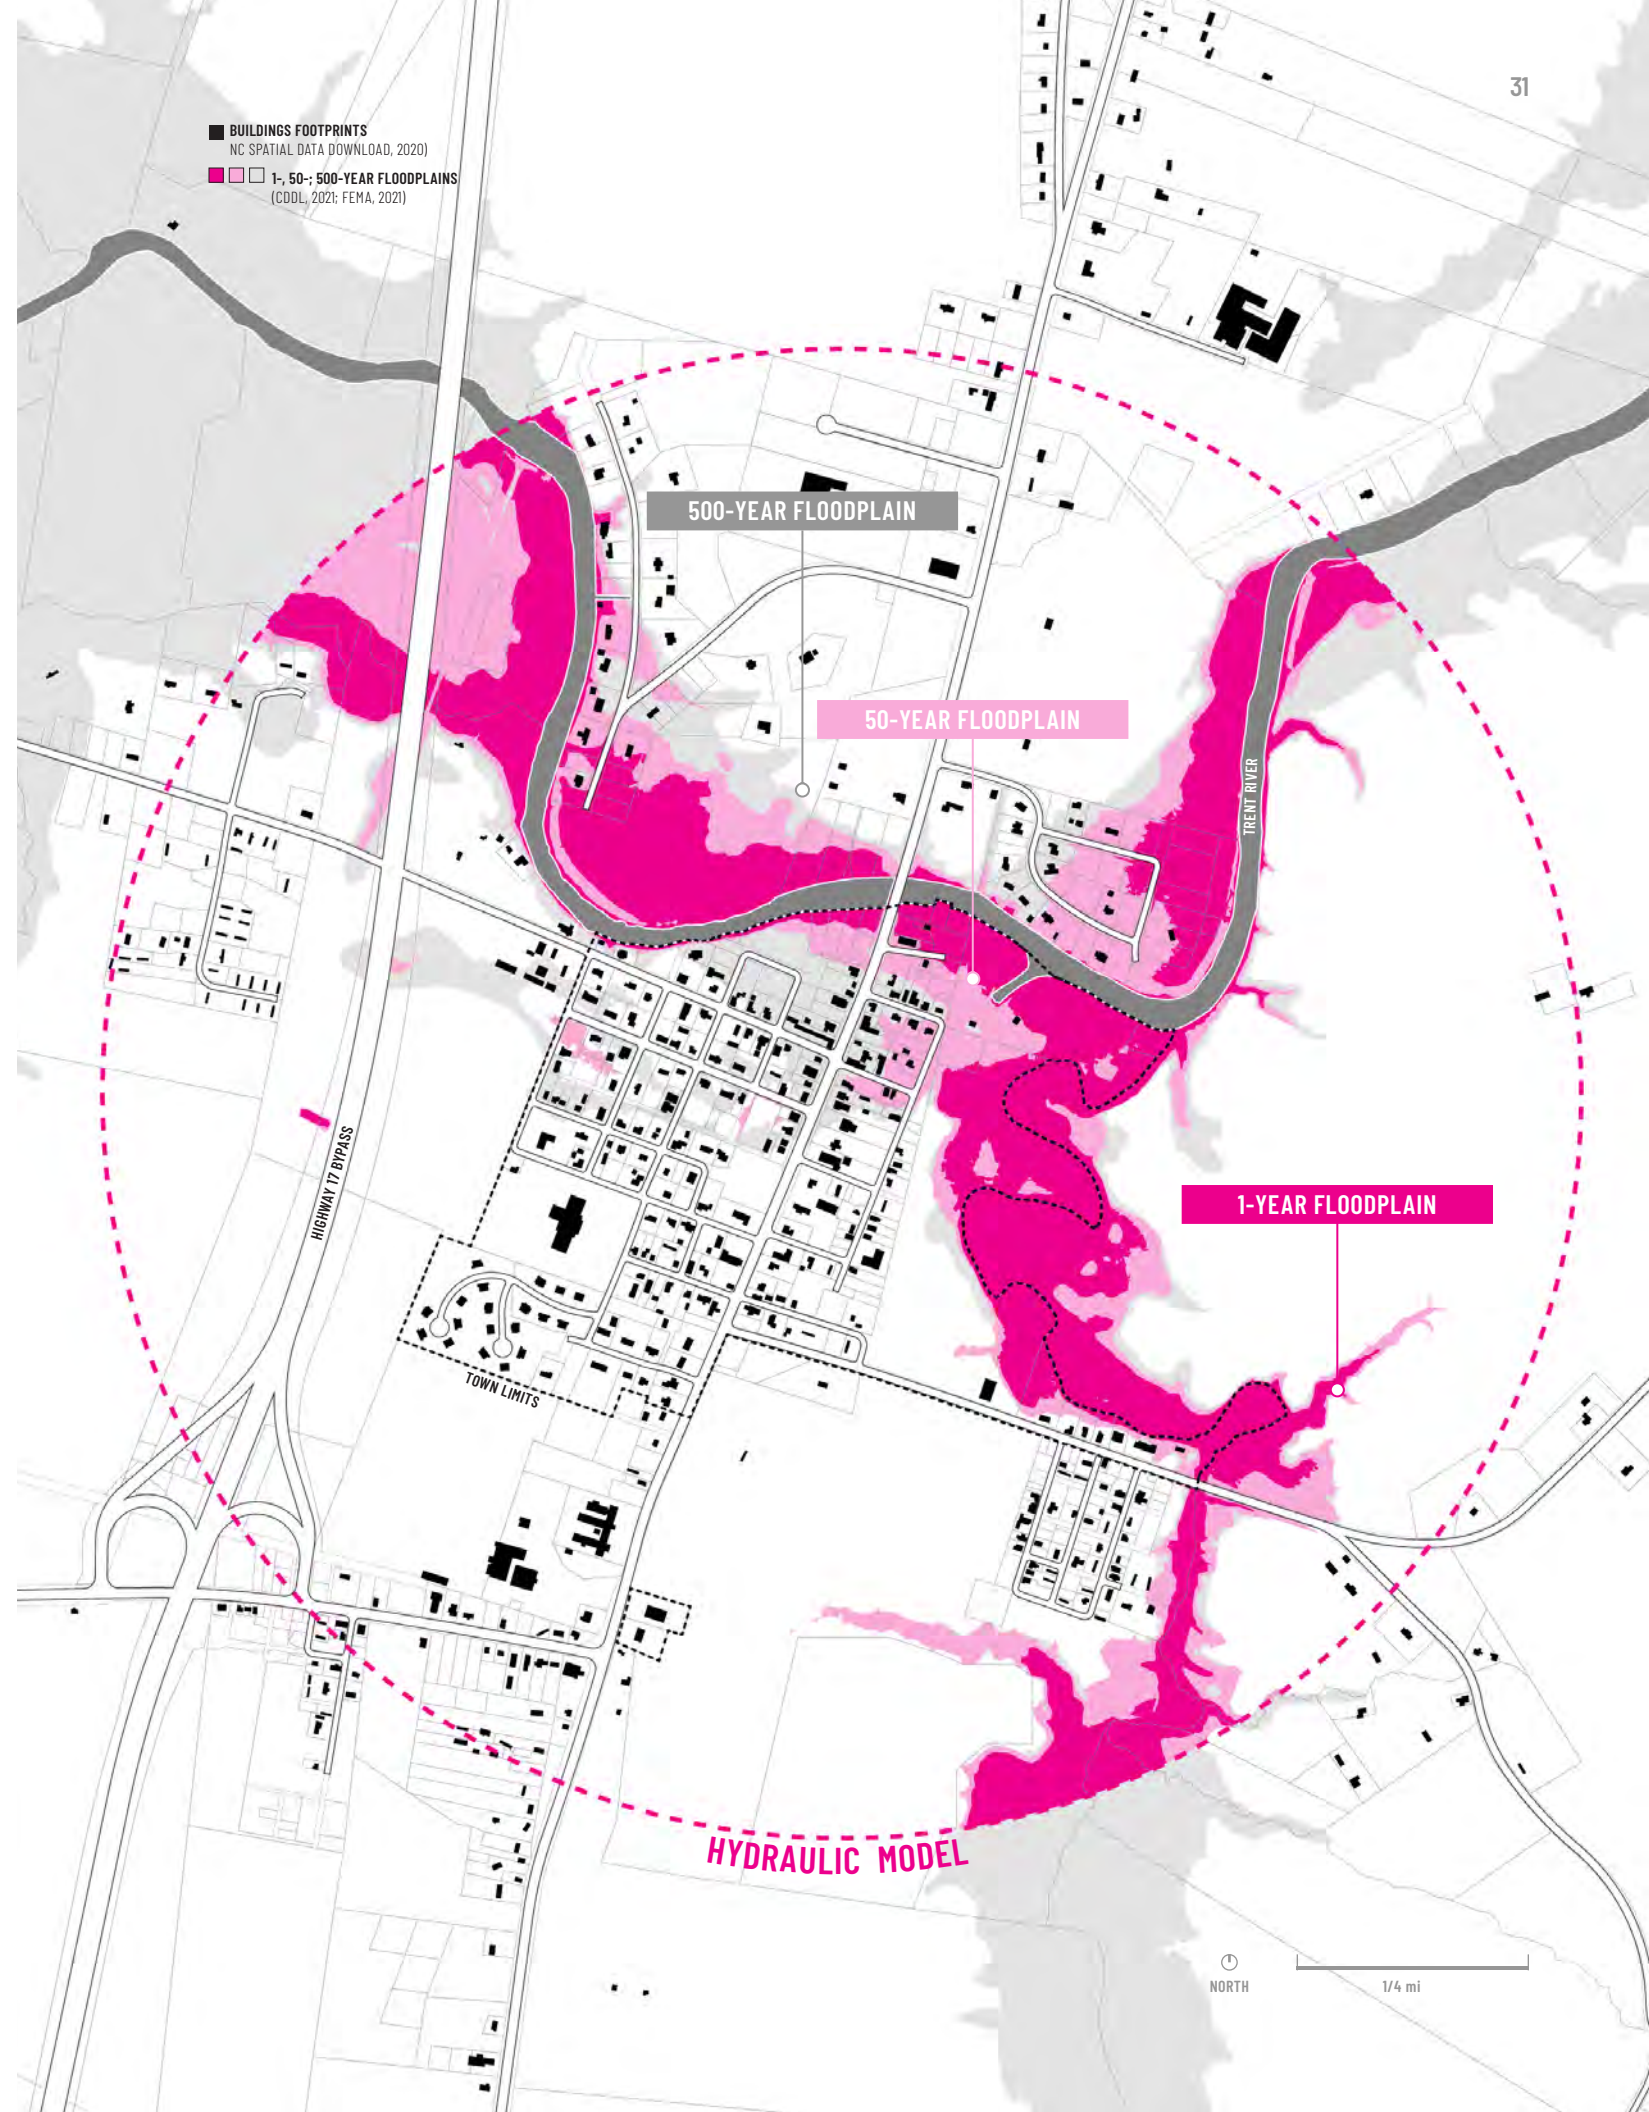 31
BUILDINGS FOOTPRINTS
NC SPATIAL DATA DOWNLOAD, 2020)
1-, 50-; 500-YEAR FLOODPLAINS
(CDDL, 2021; FEMA, 2021)
500-YEAR FLOODPLAIN
50-YEAR FLOODPLAIN
TRENT RIVER
HIGHWAY 17 BYPASS
1-YEAR FLOODPLAIN
TOWN LIMITS
HYDRAULIC MODEL
NORTH
1/4 mi